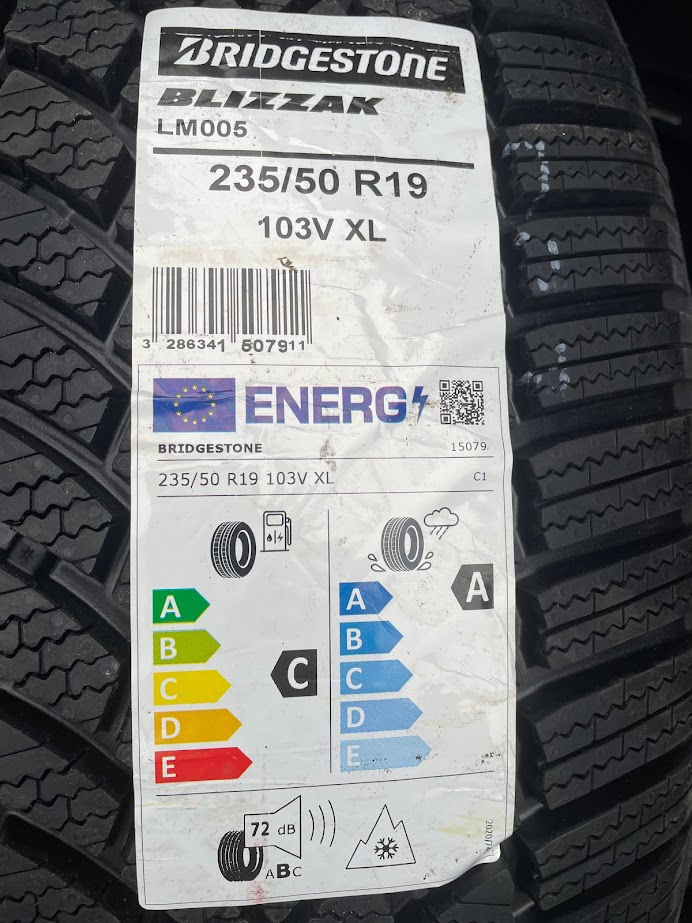 BRIDGESTONE
BLIZZAK
LM005
235/50 R19
103V XL
3 286341 507911
ENERG
BRIDGESTONE 15079
235/50 R19 103V XL C1
A A
B
C C
D
E
A
B
C
D
E
72 dB
ABC